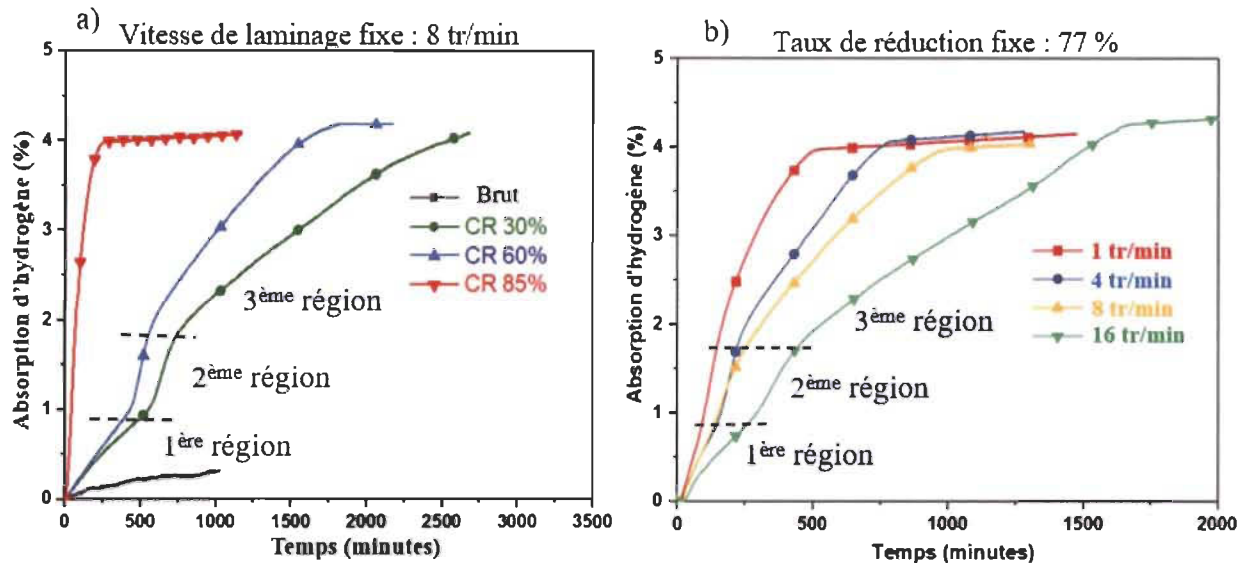 a)
Vitesse de laminage fixe : 8 tr/min
Absorption d'hydrogène (%)
5
4
3
2
1
0
Brut
CR 30%
CR 60%
CR 85%
3ème région
2ème région
1ère région
0 500 1000 1500 2000 2500 3000 3500
Temps (minutes)
b)
Taux de réduction fixe : 77 %
Absorption d'hydrogène (%)
5
4
3
2
1
0
1 tr/min
4 tr/min
8 tr/min
16 tr/min
3ème région
2ème région
1ère région
0 500 1000 1500 2000
Temps (minutes)